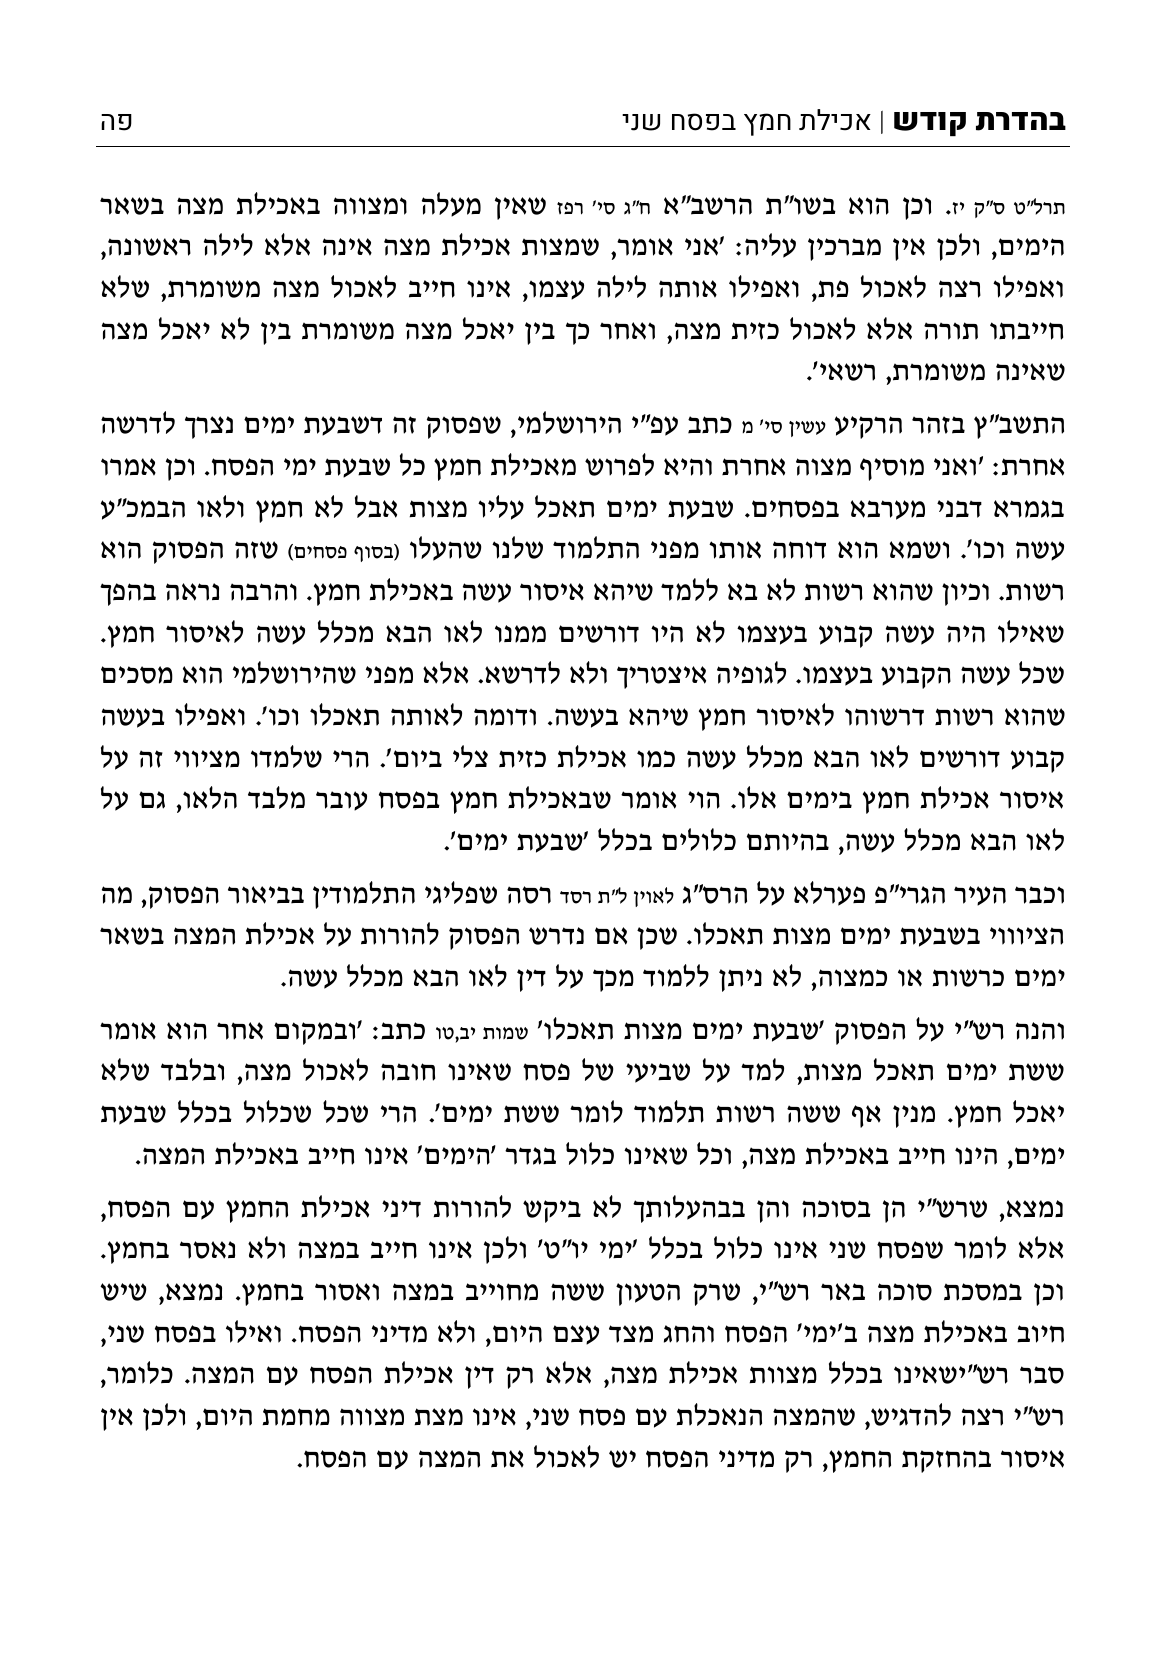 בהדרת קודש | אכילת חמץ בפסח שני פה
תרל״ט ס״ק יז. וכן הוא בשו״ת הרשב״א ח״ג סי׳ רפז שאין מעלה ומצווה באכילת מצה בשאר
הימים, ולכן אין מברכין עליה: ׳אני אומר, שמצות אכילת מצה אינה אלא לילה ראשונה,
ואפילו רצה לאכול פת, ואפילו אותה לילה עצמו, אינו חייב לאכול מצה משומרת, שלא
חייבתו תורה אלא לאכול כזית מצה, ואחר כך בין יאכל מצה משומרת בין לא יאכל מצה
שאינה משומרת, רשאי׳.
התשב״ץ בזהר הרקיע עשין סי׳ מ כתב עפ״י הירושלמי, שפסוק זה דשבעת ימים נצרך לדרשה
אחרת: ׳ואני מוסיף מצוה אחרת והיא לפרוש מאכילת חמץ כל שבעת ימי הפסח. וכן אמרו
בגמרא דבני מערבא בפסחים. שבעת ימים תאכל עליו מצות אבל לא חמץ ולאו הבמכ״ע
עשה וכו׳. ושמא הוא דוחה אותו מפני התלמוד שלנו שהעלו (בסוף פסחים) שזה הפסוק הוא
רשות. וכיון שהוא רשות לא בא ללמד שיהא איסור עשה באכילת חמץ. והרבה נראה בהפך
שאילו היה עשה קבוע בעצמו לא היו דורשים ממנו לאו הבא מכלל עשה לאיסור חמץ.
שכל עשה הקבוע בעצמו. לגופיה איצטריך ולא לדרשא. אלא מפני שהירושלמי הוא מסכים
שהוא רשות דרשוהו לאיסור חמץ שיהא בעשה. ודומה לאותה תאכלו וכו׳. ואפילו בעשה
קבוע דורשים לאו הבא מכלל עשה כמו אכילת כזית צלי ביום׳. הרי שלמדו מציווי זה על
איסור אכילת חמץ בימים אלו. הוי אומר שבאכילת חמץ בפסח עובר מלבד הלאו, גם על
לאו הבא מכלל עשה, בהיותם כלולים בכלל ׳שבעת ימים׳.
וכבר העיר הגרי״פ פערלא על הרס״ג לאוין ל״ת רסד רסה שפליגי התלמודין בביאור הפסוק, מה
הציוווי בשבעת ימים מצות תאכלו. שכן אם נדרש הפסוק להורות על אכילת המצה בשאר
ימים כרשות או כמצוה, לא ניתן ללמוד מכך על דין לאו הבא מכלל עשה.
והנה רש״י על הפסוק ׳שבעת ימים מצות תאכלו׳ שמות יב,טו כתב: ׳ובמקום אחר הוא אומר
ששת ימים תאכל מצות, למד על שביעי של פסח שאינו חובה לאכול מצה, ובלבד שלא
יאכל חמץ. מנין אף ששה רשות תלמוד לומר ששת ימים׳. הרי שכל שכלול בכלל שבעת
ימים, הינו חייב באכילת מצה, וכל שאינו כלול בגדר ׳הימים׳ אינו חייב באכילת המצה.
נמצא, שרש״י הן בסוכה והן בבהעלותך לא ביקש להורות דיני אכילת החמץ עם הפסח,
אלא לומר שפסח שני אינו כלול בכלל ׳ימי יו״ט׳ ולכן אינו חייב במצה ולא נאסר בחמץ.
וכן במסכת סוכה באר רש״י, שרק הטעון ששה מחוייב במצה ואסור בחמץ. נמצא, שיש
חיוב באכילת מצה ב׳ימי׳ הפסח והחג מצד עצם היום, ולא מדיני הפסח. ואילו בפסח שני,
סבר רש״ישאינו בכלל מצוות אכילת מצה, אלא רק דין אכילת הפסח עם המצה. כלומר,
רש״י רצה להדגיש, שהמצה הנאכלת עם פסח שני, אינו מצת מצווה מחמת היום, ולכן אין
איסור בהחזקת החמץ, רק מדיני הפסח יש לאכול את המצה עם הפסח.